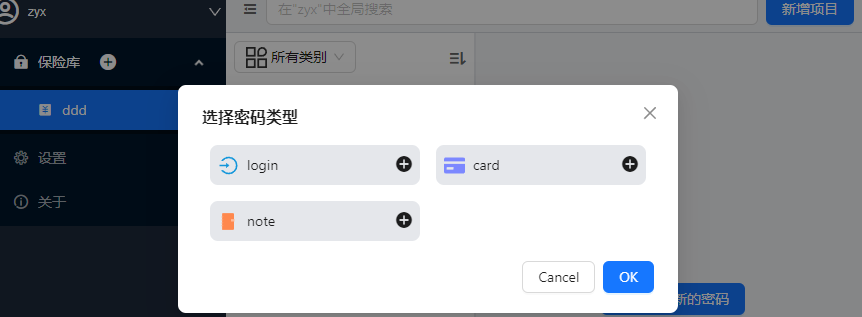 zyx
在"zyx"中全局搜索
新增项目
保险库
所有类别
ddd
选择密码类型
login
card
设置
关于
note
Cancel
OK
新的密码